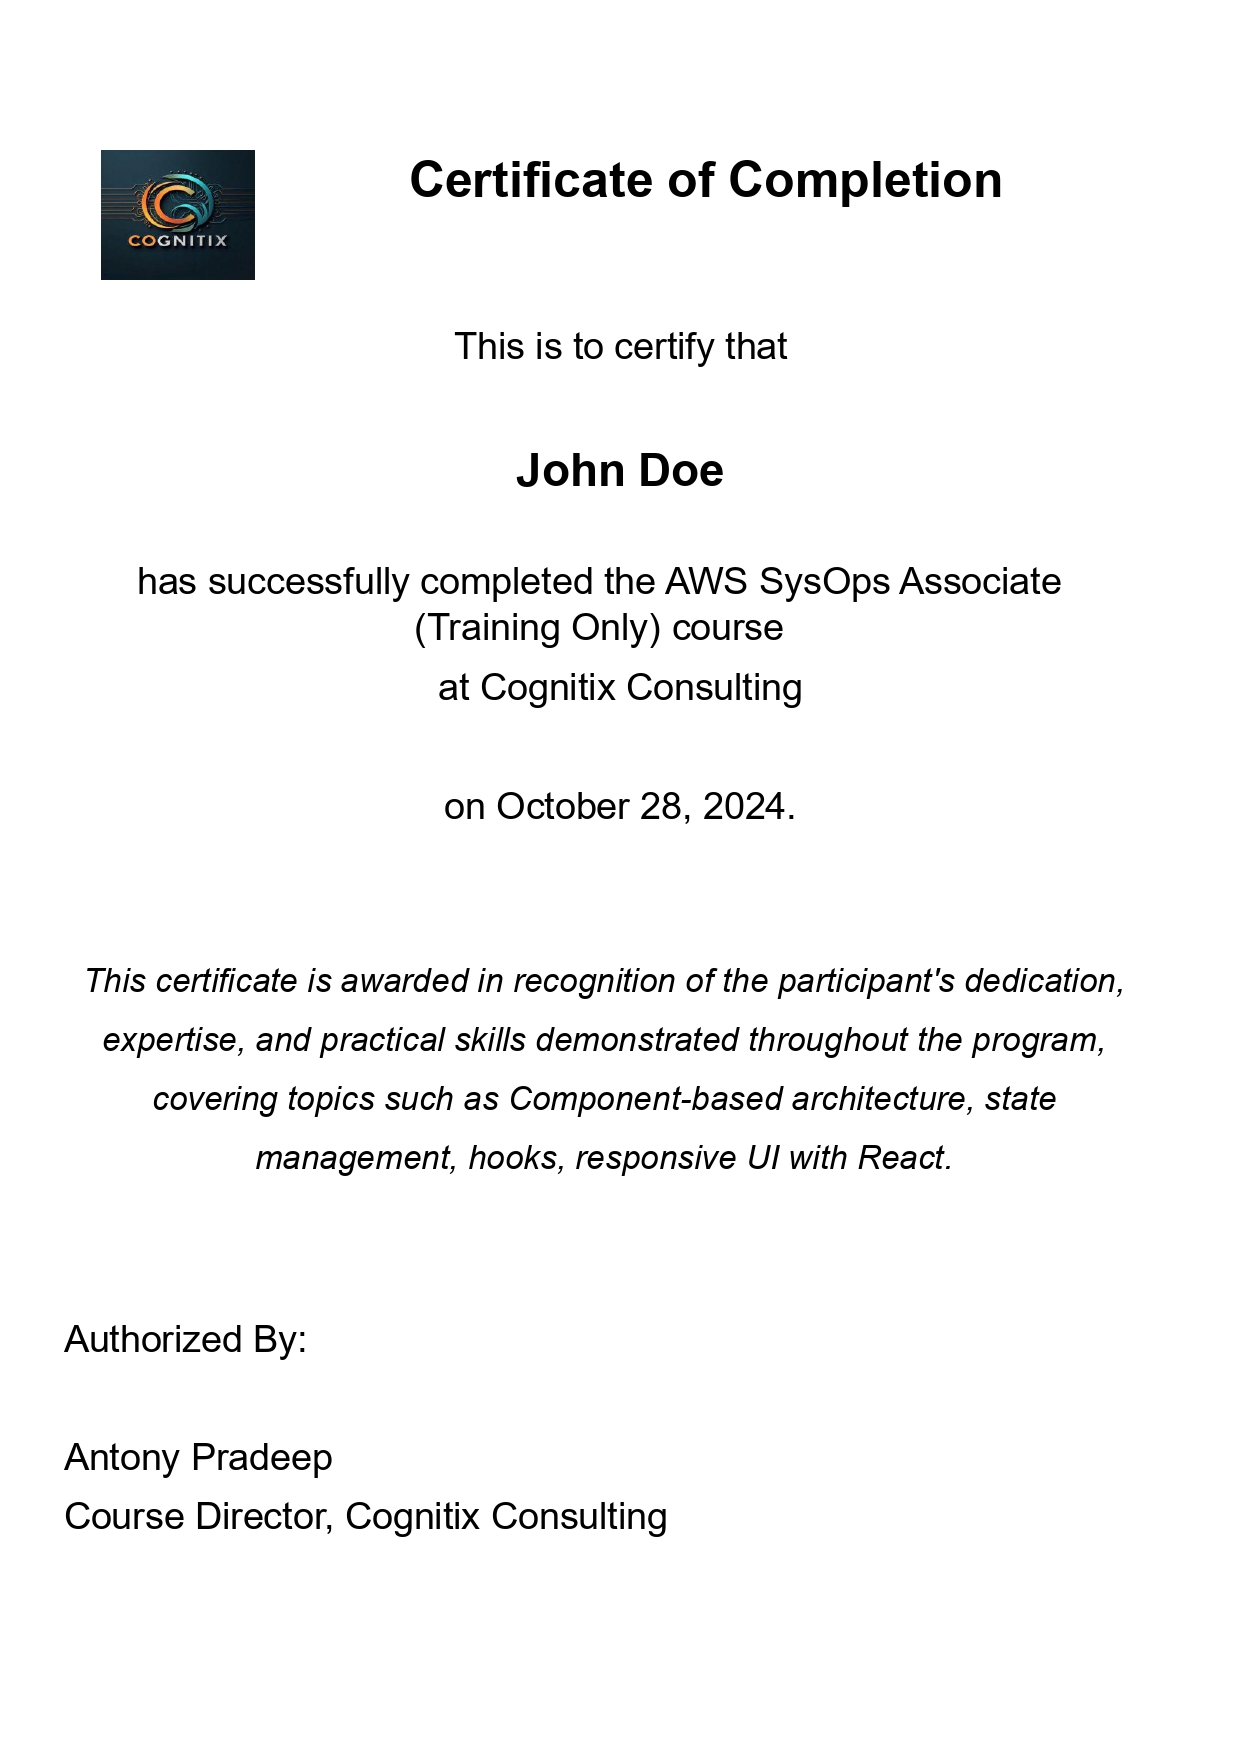 COGNITIX
Certificate of Completion
This is to certify that
John Doe
has successfully completed the AWS SysOps Associate
(Training Only) course
at Cognitix Consulting
on October 28, 2024.
This certificate is awarded in recognition of the participant's dedication,
expertise, and practical skills demonstrated throughout the program,
covering topics such as Component-based architecture, state
management, hooks, responsive UI with React.
Authorized By:
Antony Pradeep
Course Director, Cognitix Consulting